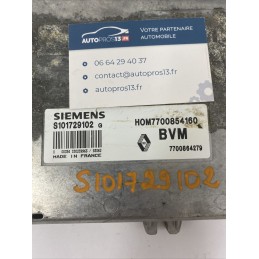 AUTOPROS13.FR
VOTRE PARTENAIRE
AUTOMOBILE
06 64 29 40 37
contact@autopros13.fr
autopros13.fr
SIEMENS
S101729102 G
HOM7700854160
BVM
MADE IN FRANCE
7700864279
S101729102